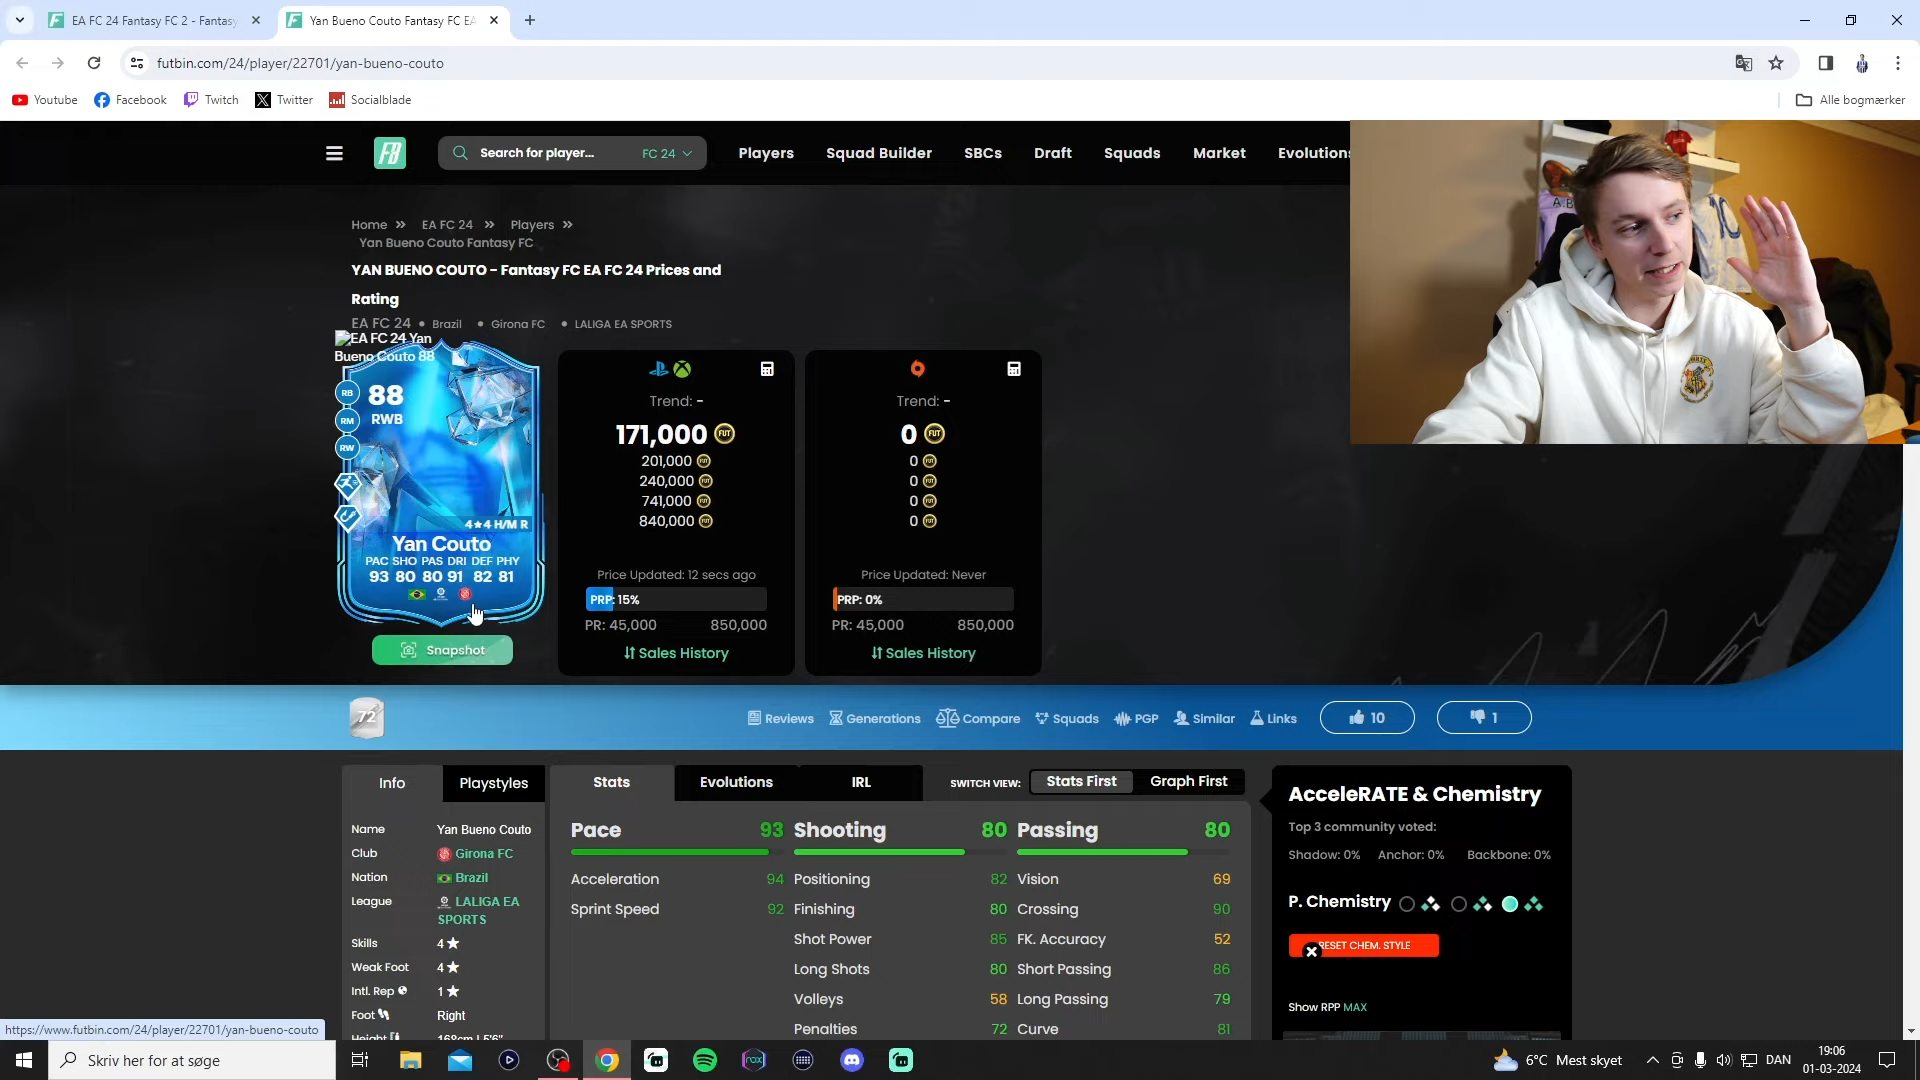 EA FC 24 Fantasy FC 2 - Fantasy
Yan Bueno Couto Fantasy FC EA
futbin.com/24/player/22701/yan-bueno-couto
Youtube
Facebook
Twitch
Twitter
Socialblade
Alle bogmærker
FB
Search for player...
FC 24
Players
Squad Builder
SBCs
Draft
Squads
Market
Evolutions
Home
EA FC 24
Players
Yan Bueno Couto Fantasy FC
YAN BUENO COUTO - Fantasy FC EA FC 24 Prices and
Rating
EA FC 24 • Brazil • Girona FC • LALIGA EA SPORTS
EA FC 24 Yan
Bueno Couto 88
RB
RM
RW
88
RWB
4★4 H/M R
Yan Couto
PAC SHO PAS DRI DEF PHY
93 80 80 91 82 81
Snapshot
Trend: -
171,000
201,000
240,000
741,000
840,000
Price Updated: 12 secs ago
PRP: 15%
PR: 45,000 850,000
Sales History
Trend: -
0
0
0
0
0
Price Updated: Never
PRP: 0%
PR: 45,000 850,000
Sales History
72
Reviews
Generations
Compare
Squads
PGP
Similar
Links
10
1
Info
Playstyles
Name Yan Bueno Couto
Club Girona FC
Nation Brazil
League LALIGA EA
SPORTS
Skills 4★
Weak Foot 4★
Intl. Rep 1★
Foot Right
Height 168cm | 5'6"
Stats
Evolutions
IRL
SWITCH VIEW:
Stats First
Graph First
Pace 93
Acceleration 94
Sprint Speed 92
Shooting 80
Positioning 82
Finishing 80
Shot Power 85
Long Shots 80
Volleys 58
Penalties 72
Passing 80
Vision 69
Crossing 90
FK. Accuracy 52
Short Passing 86
Long Passing 79
Curve 81
AcceleRATE & Chemistry
Top 3 community voted:
Shadow: 0% Anchor: 0% Backbone: 0%
P. Chemistry
RESET CHEM. STYLE
Show RPP MAX
https://www.futbin.com/24/player/22701/yan-bueno-couto
Skriv her for at søge
6°C Mest skyet
DAN
19:06
01-03-2024